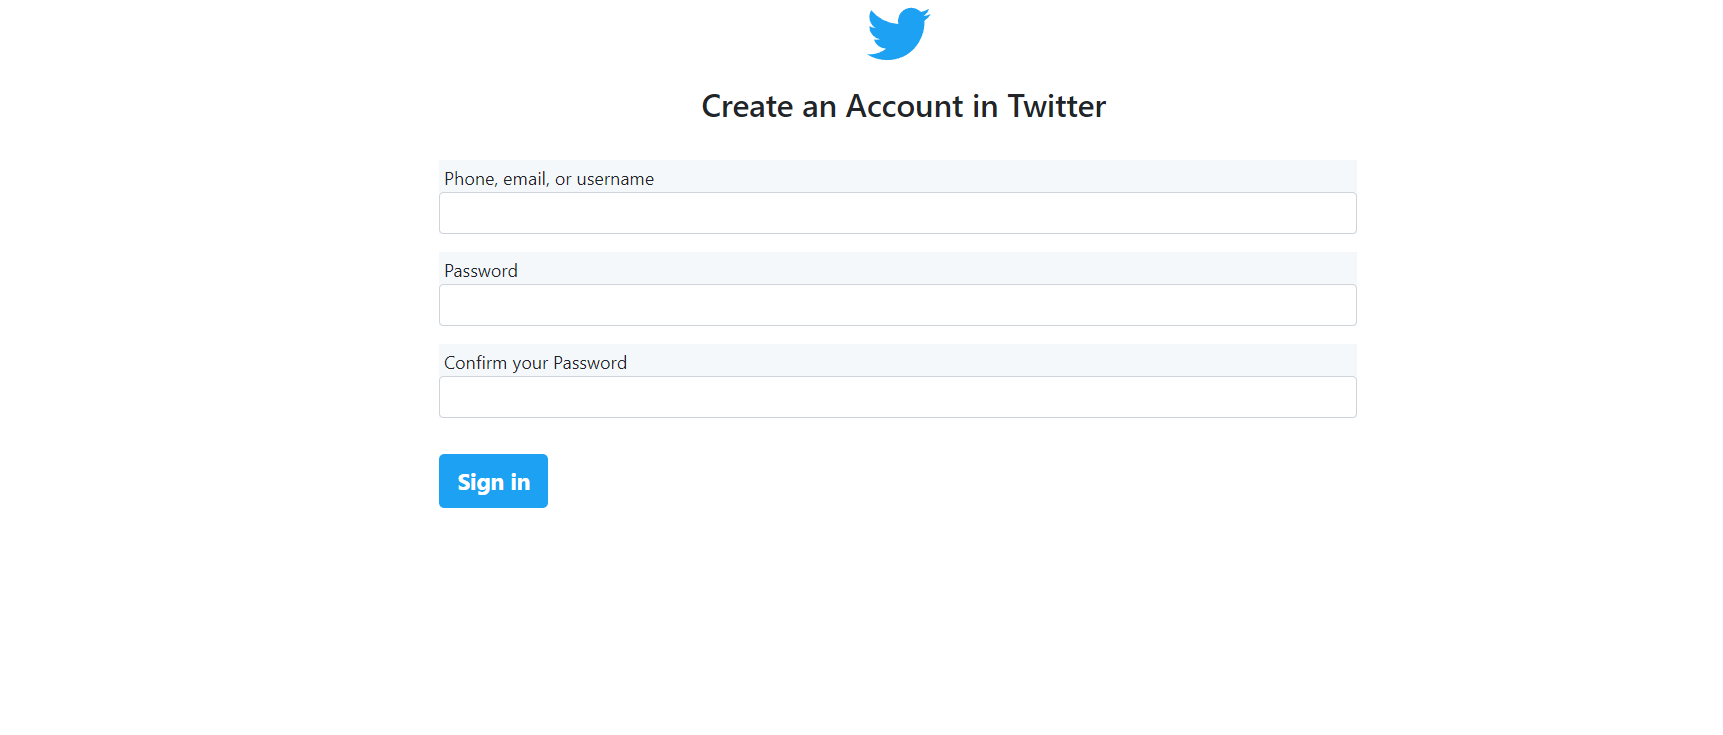 Create an Account in Twitter
Phone, email, or username
Password
Confirm your Password
Sign in